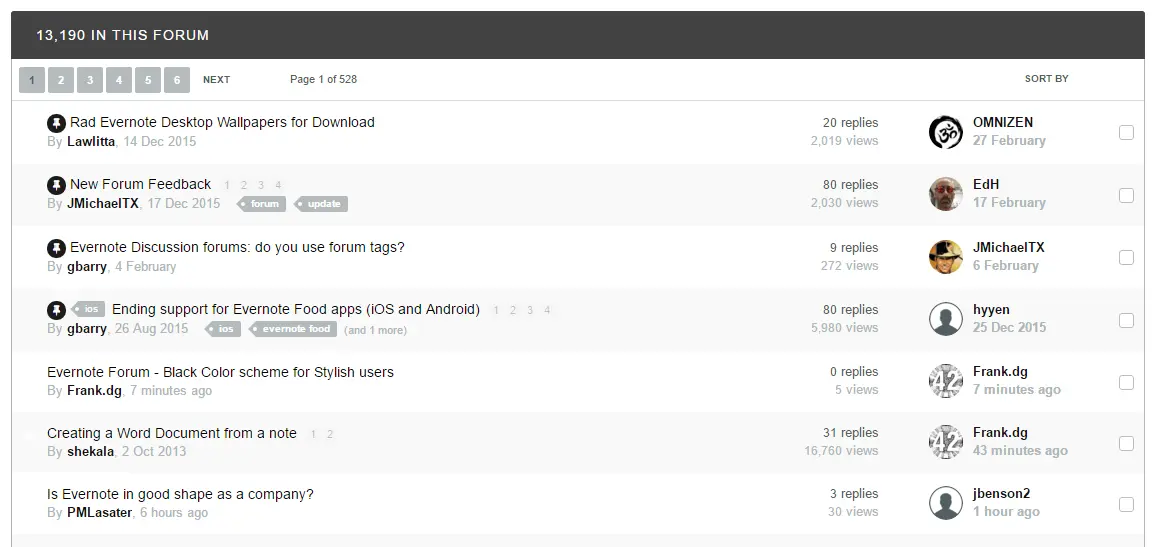 13,190 IN THIS FORUM
1 2 3 4 5 6 NEXT Page 1 of 528 SORT BY
Rad Evernote Desktop Wallpapers for Download 20 replies OMNIZEN
By Lawlitta, 14 Dec 2015 2,019 views 27 February
New Forum Feedback 1 2 3 4 80 replies EdH
By JMichaelTX, 17 Dec 2015 forum update 2,030 views 17 February
Evernote Discussion forums: do you use forum tags? 9 replies JMichaelTX
By gbarry, 4 February 272 views 6 February
ios Ending support for Evernote Food apps (iOS and Android) 1 2 3 4 80 replies hyyen
By gbarry, 26 Aug 2015 ios evernote food (and 1 more) 5,980 views 25 Dec 2015
Evernote Forum - Black Color scheme for Stylish users 0 replies 42 Frank.dg
By Frank.dg, 7 minutes ago 5 views 7 minutes ago
Creating a Word Document from a note 1 2 31 replies 42 Frank.dg
By shekala, 2 Oct 2013 16,760 views 43 minutes ago
Is Evernote in good shape as a company? 3 replies jbenson2
By PMLasater, 6 hours ago 30 views 1 hour ago